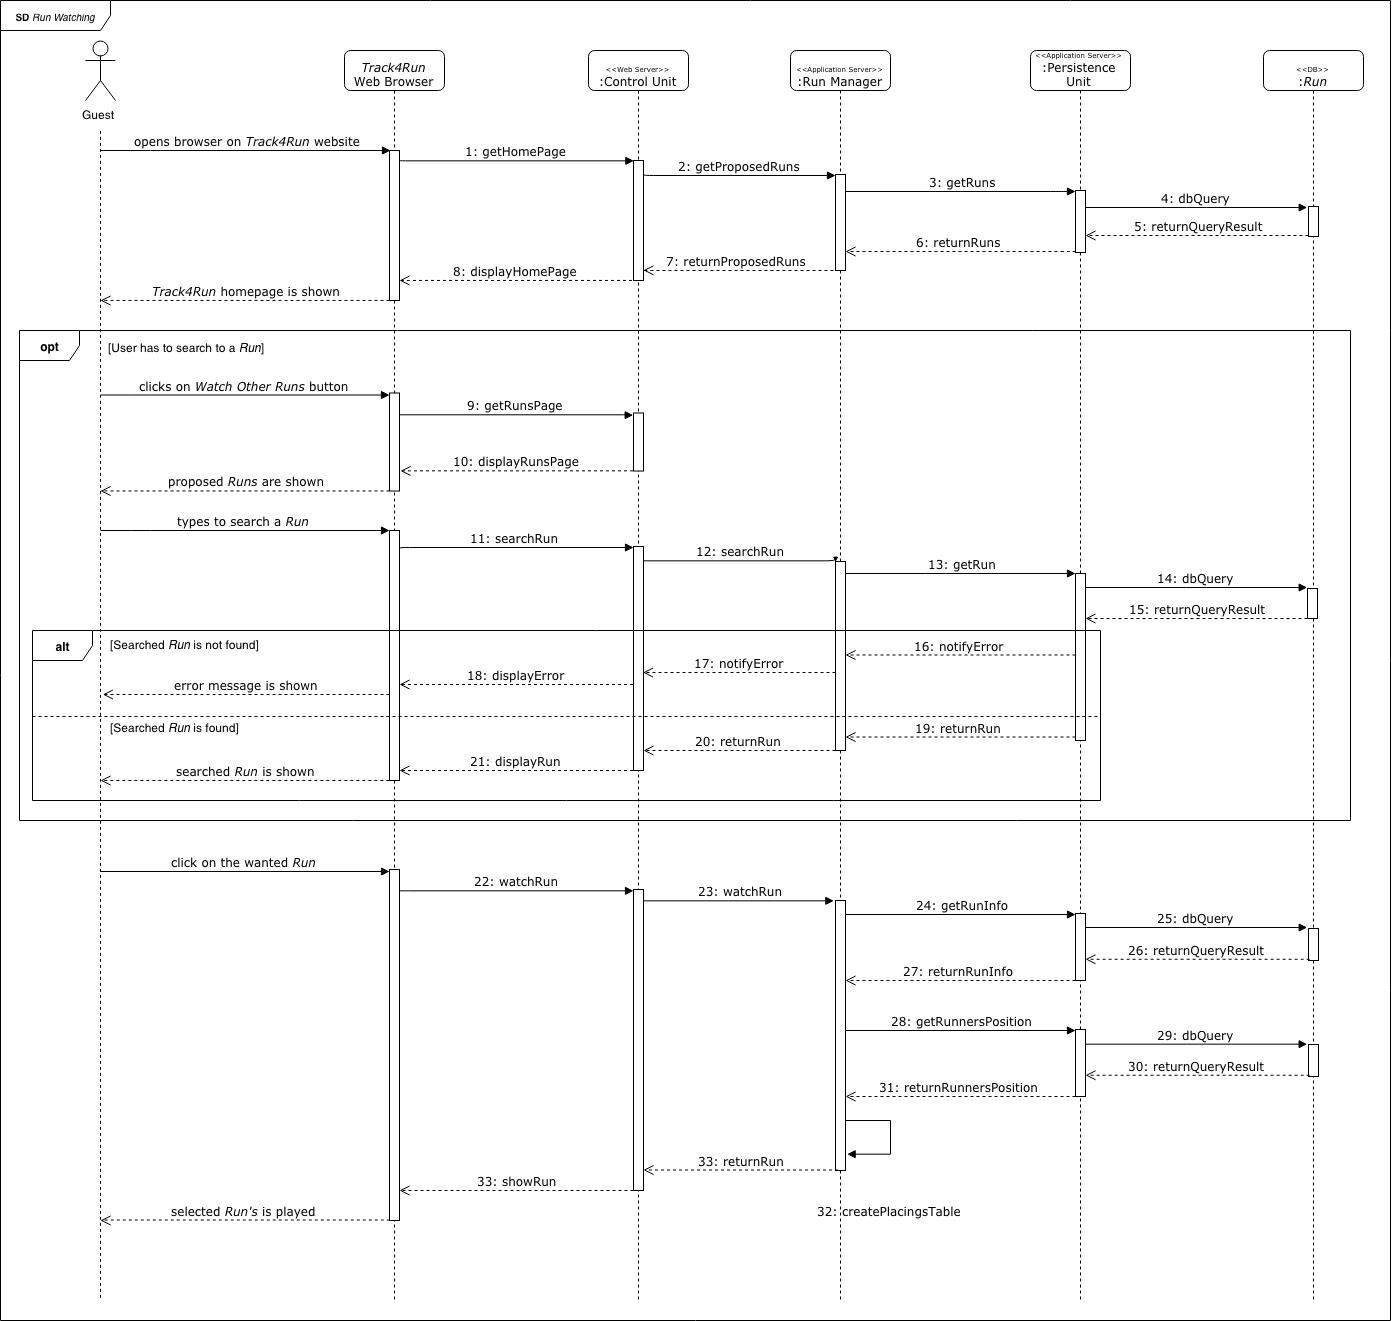 SD Run Watching
Guest
Track4Run
Web Browser
<<Web Server>>
:Control Unit
<<Application Server>>
:Run Manager
<<Application Server>>
:Persistence
Unit
<<DB>>
:Run
opens browser on Track4Run website
1: getHomePage
2: getProposedRuns
3: getRuns
4: dbQuery
5: returnQueryResult
6: returnRuns
7: returnProposedRuns
8: displayHomePage
Track4Run homepage is shown
opt
[User has to search to a Run]
clicks on Watch Other Runs button
9: getRunsPage
10: displayRunsPage
proposed Runs are shown
types to search a Run
11: searchRun
12: searchRun
13: getRun
14: dbQuery
15: returnQueryResult
alt
[Searched Run is not found]
16: notifyError
17: notifyError
18: displayError
error message is shown
[Searched Run is found]
19: returnRun
20: returnRun
21: displayRun
searched Run is shown
click on the wanted Run
22: watchRun
23: watchRun
24: getRunInfo
25: dbQuery
26: returnQueryResult
27: returnRunInfo
28: getRunnersPosition
29: dbQuery
30: returnQueryResult
31: returnRunnersPosition
33: returnRun
33: showRun
selected Run's is played
32: createPlacingsTable